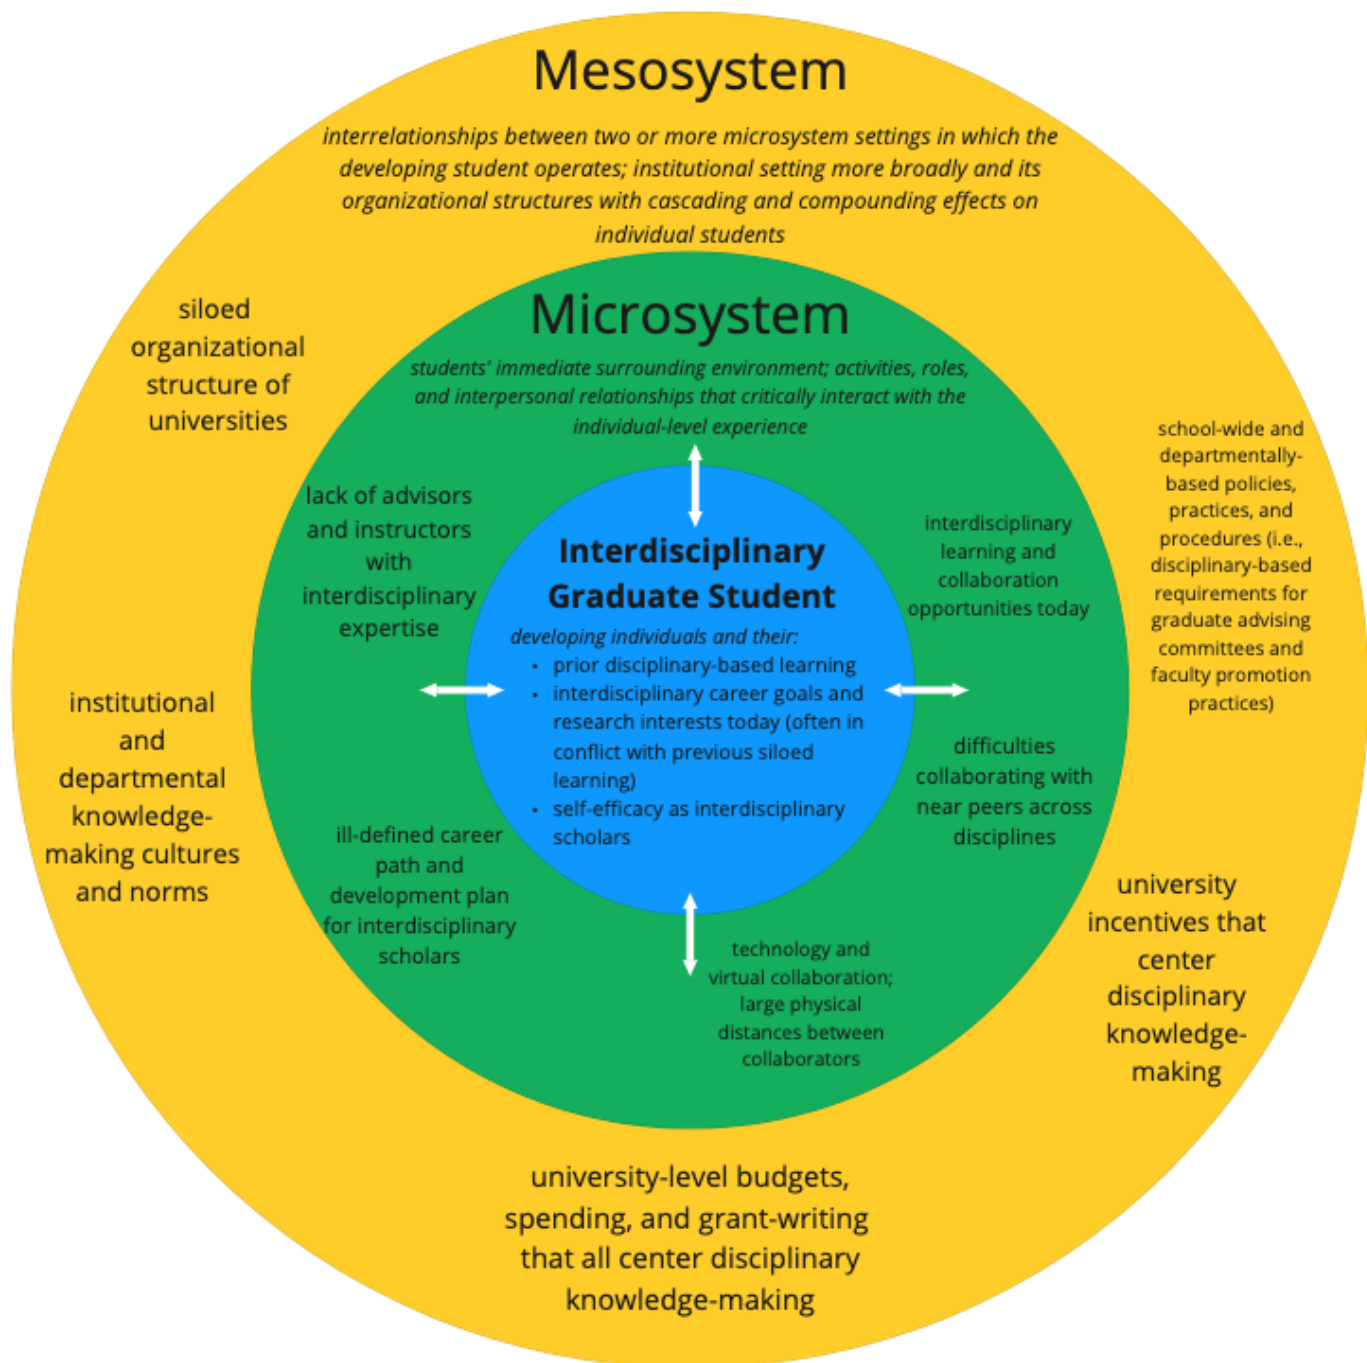 Mesosystem
interrelationships between two or more microsystem settings in which the
developing student operates; institutional setting more broadly and its
organizational structures with cascading and compounding effects on
individual students
siloed
organizational
structure of
universities
institutional
and
departmental
knowledge-
making cultures
and norms
school-wide and
departmentally-
based policies,
practices, and
procedures (i.e.,
disciplinary-based
requirements for
graduate advising
committees and
faculty promotion
practices)
university
incentives that
center
disciplinary
knowledge-
making
university-level budgets,
spending, and grant-writing
that all center disciplinary
knowledge-making
Microsystem
students' immediate surrounding environment; activities, roles,
and interpersonal relationships that critically interact with the
individual-level experience
lack of advisors
and instructors
with
interdisciplinary
expertise
ill-defined career
path and
development plan
for interdisciplinary
scholars
interdisciplinary
learning and
collaboration
opportunities today
difficulties
collaborating with
near peers across
disciplines
technology and
virtual collaboration;
large physical
distances between
collaborators
Interdisciplinary
Graduate Student
developing individuals and their:
• prior disciplinary-based learning
• interdisciplinary career goals and
research interests today (often in
conflict with previous siloed
learning)
• self-efficacy as interdisciplinary
scholars